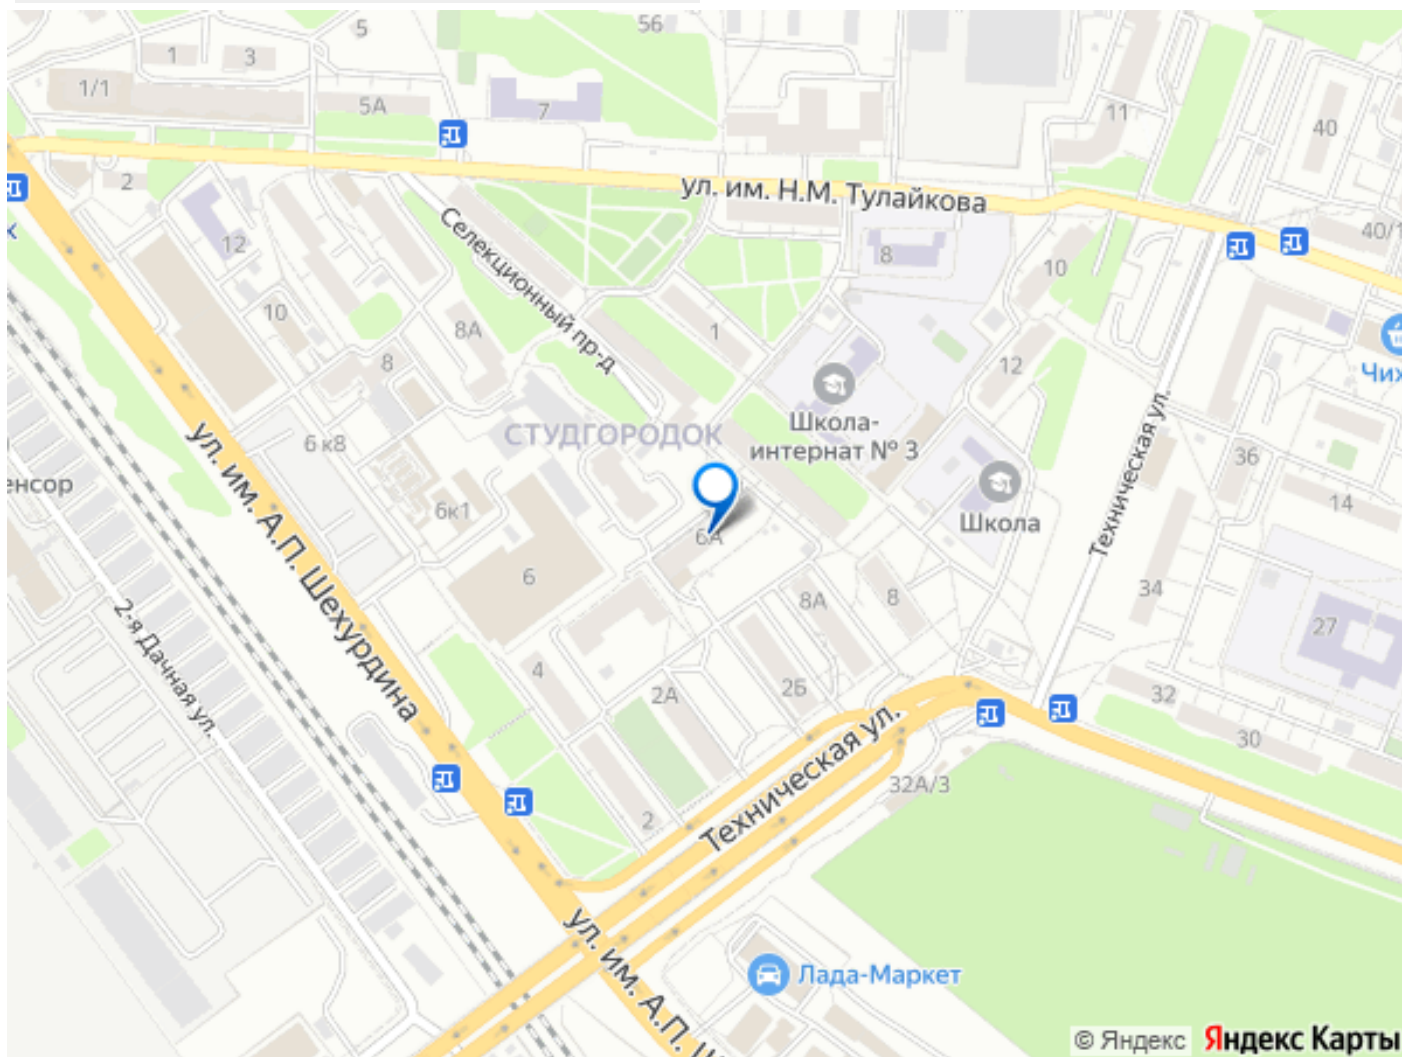 5
56
1
3
1/1
5А
7
11
40
2
ул. им. Н.М. Тулайкова
12
8
10
40/1
Селекционный пр-д
10
8А
1
8
12
Чих
Школа-
интернат № 3
СТУДГОРОДОК
6 к8
ул. им. А.П. Шехурдина
36
енсор
6к1
Школа
14
Техническая ул.
6А
6
34
8А
8
27
2-я Дачная ул.
4
2А
2Б
32
30
Техническая ул.
32А/3
2
ул. им. А.П. Ш
Лада-Маркет
© Яндекс Яндекс Карты